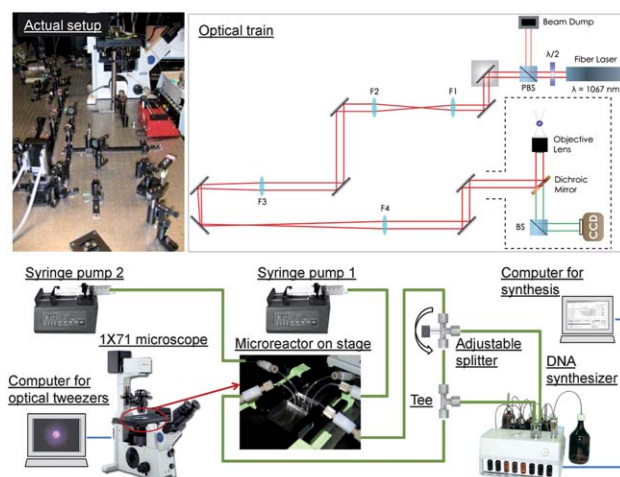 Actual setup
Optical train
Beam Dump
λ/2
Fiber Laser
PBS
λ = 1067 nm
F2
F1
Objective
Lens
F3
Dichroic
Mirror
F4
BS
CCD
Syringe pump 2
Syringe pump 1
Computer for
synthesis
1X71 microscope
Microreactor on stage
Adjustable
splitter
DNA
synthesizer
Computer for
optical tweezers
Tee